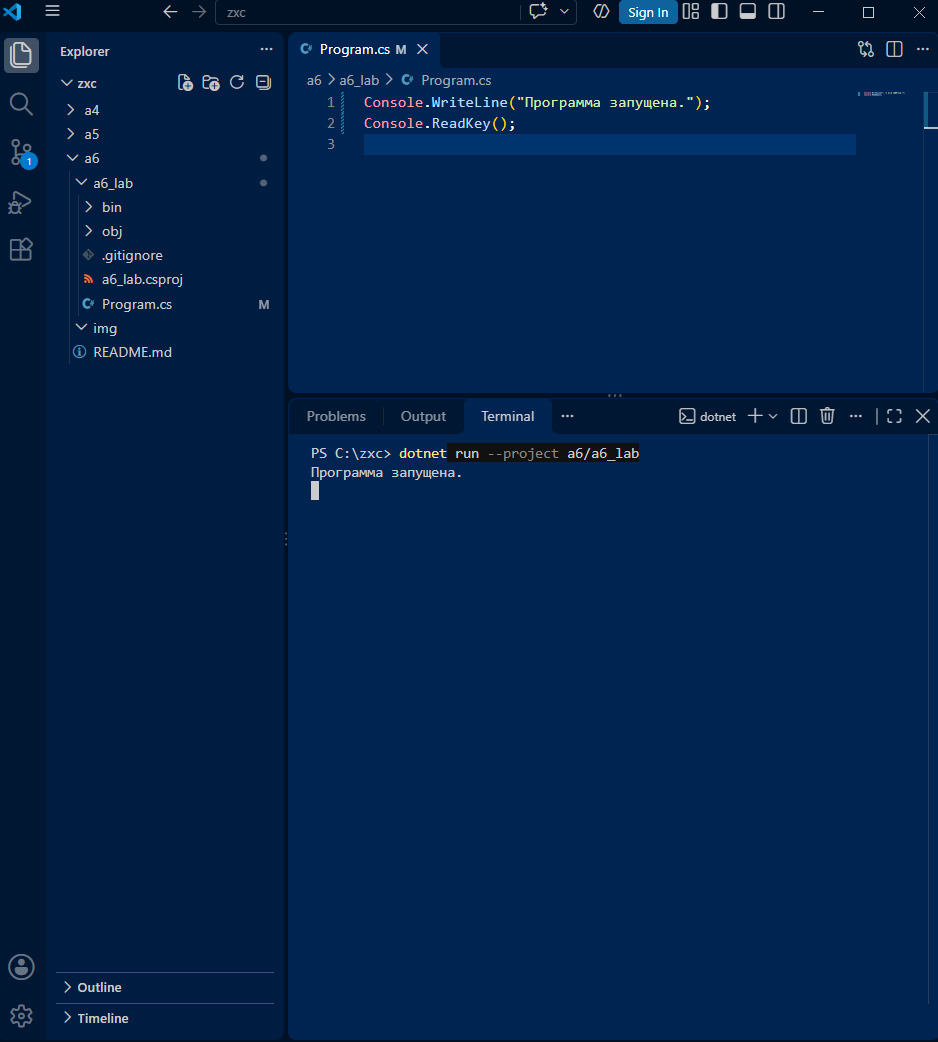 zxc
Sign In
Explorer
zxc
a4
a5
a6
a6_lab
bin
obj
.gitignore
a6_lab.csproj
Program.cs M
img
README.md
1
Outline
Timeline
Program.cs M
a6 > a6_lab > Program.cs
1 Console.WriteLine("Программа запущена.");
2 Console.ReadKey();
3
Problems Output Terminal
dotnet
PS C:\zxc> dotnet run --project a6/a6_lab
Программа запущена.